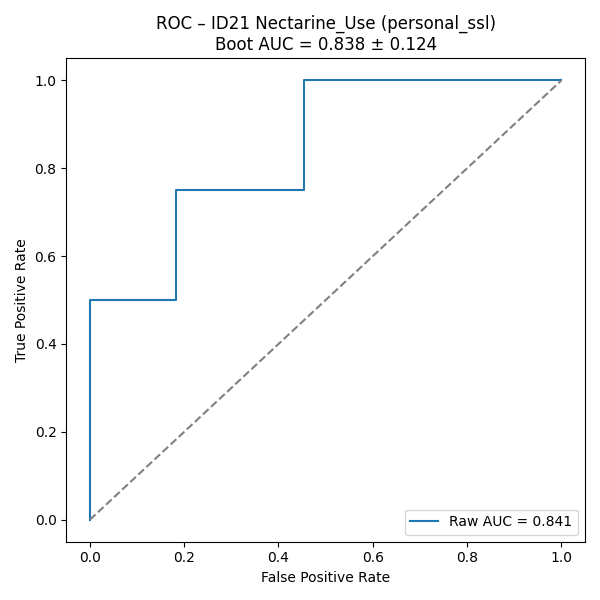 ROC – ID21 Nectarine_Use (personal_ssl)
Boot AUC = 0.838 ± 0.124
True Positive Rate
1.0
0.8
0.6
0.4
0.2
0.0
Raw AUC = 0.841
0.0 0.2 0.4 0.6 0.8 1.0
False Positive Rate